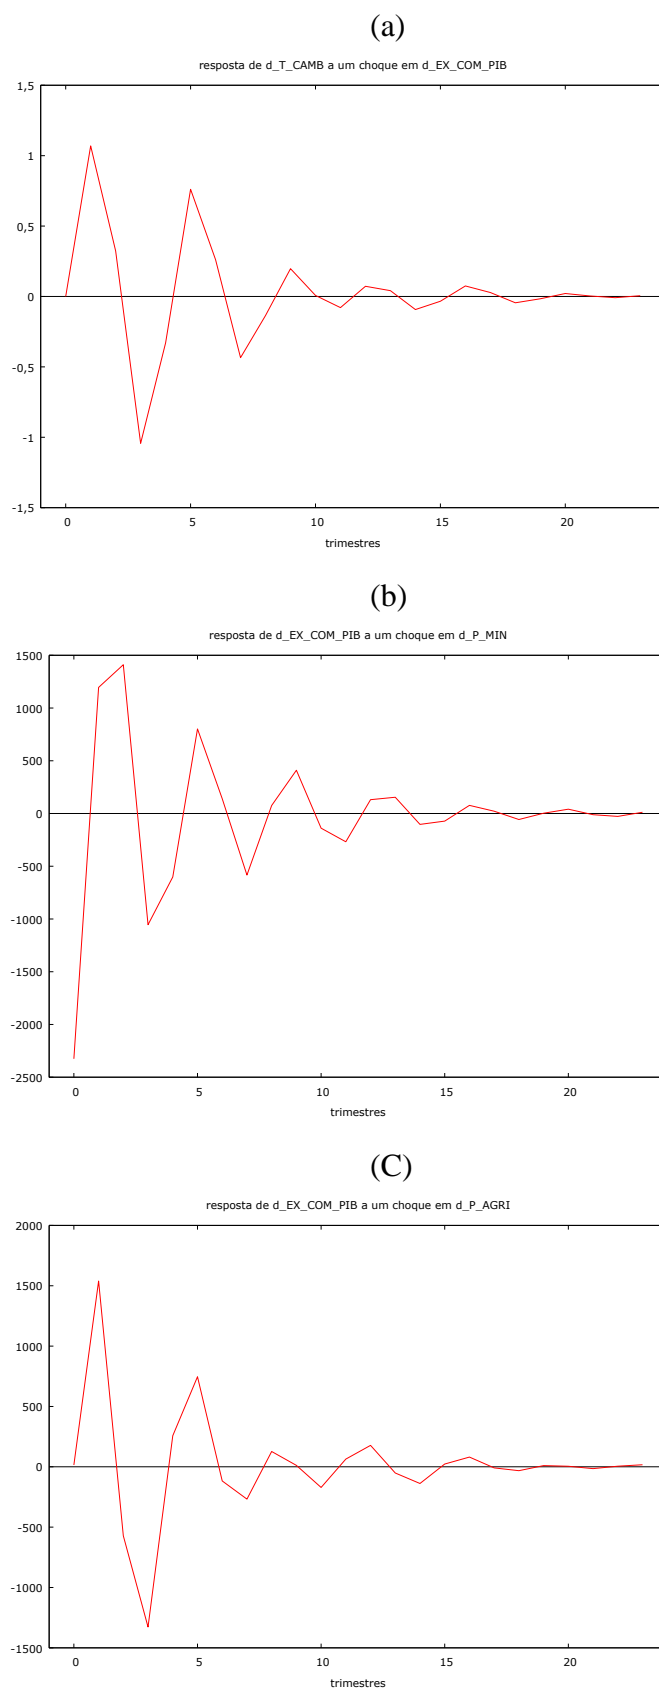 (a)
resposta de d_T_CAMB a um choque em d_EX_COM_PIB
1,5
1
0,5
0
-0,5
-1
-1,5
0 5 10 15 20
trimestres
(b)
resposta de d_EX_COM_PIB a um choque em d_P_MIN
1500
1000
500
0
-500
-1000
-1500
-2000
-2500
0 5 10 15 20
trimestres
(C)
resposta de d_EX_COM_PIB a um choque em d_P_AGRI
2000
1500
1000
500
0
-500
-1000
-1500
0 5 10 15 20
trimestres